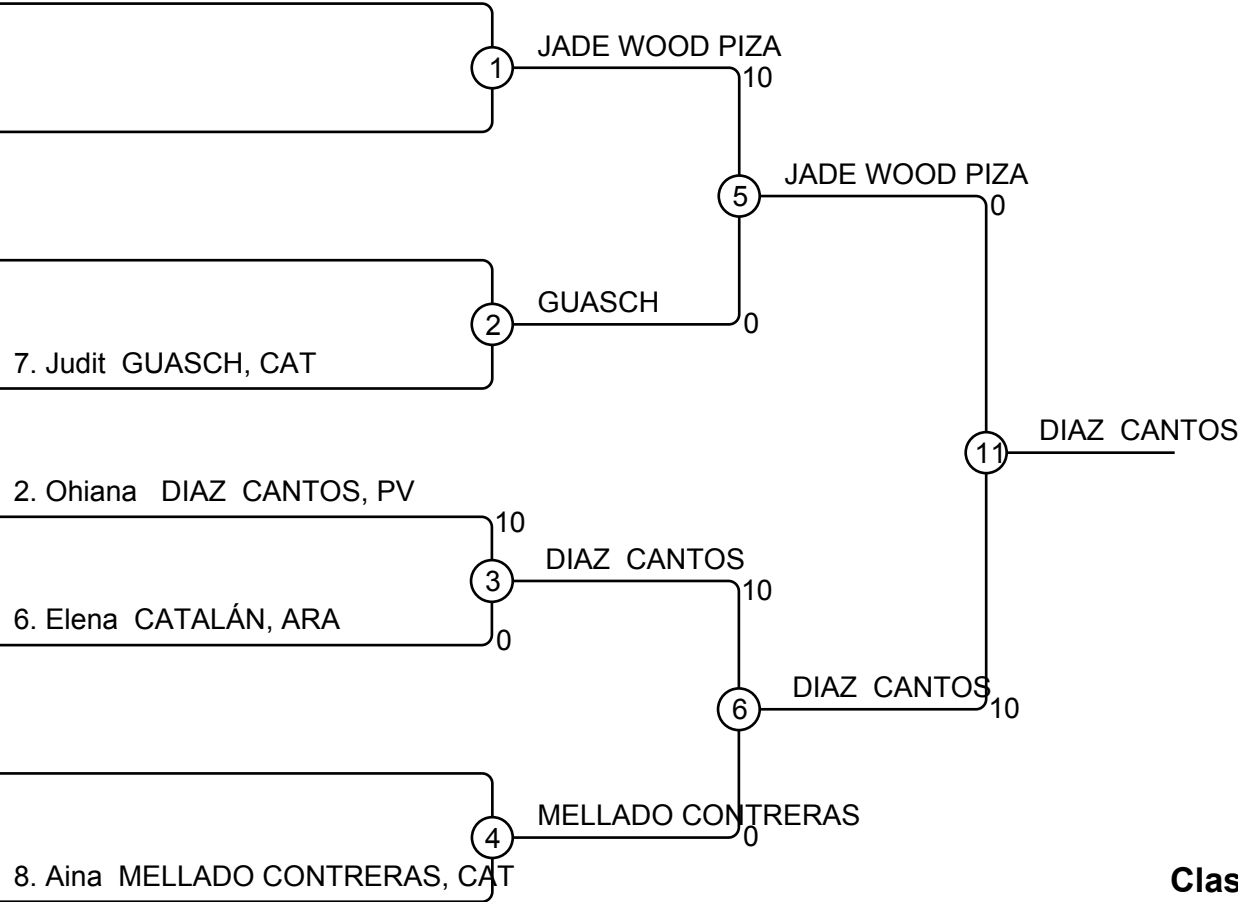 JADE WOOD PIZA
1
10
JADE WOOD PIZA
5
0
GUASCH
2
0
7. Judit GUASCH, CAT
DIAZ CANTOS
11
2. Ohiana DIAZ CANTOS, PV
10
DIAZ CANTOS
3
10
6. Elena CATALÁN, ARA
0
DIAZ CANTOS
6
10
MELLADO CONTRERAS
4
0
8. Aina MELLADO CONTRERAS, CAT
Clas